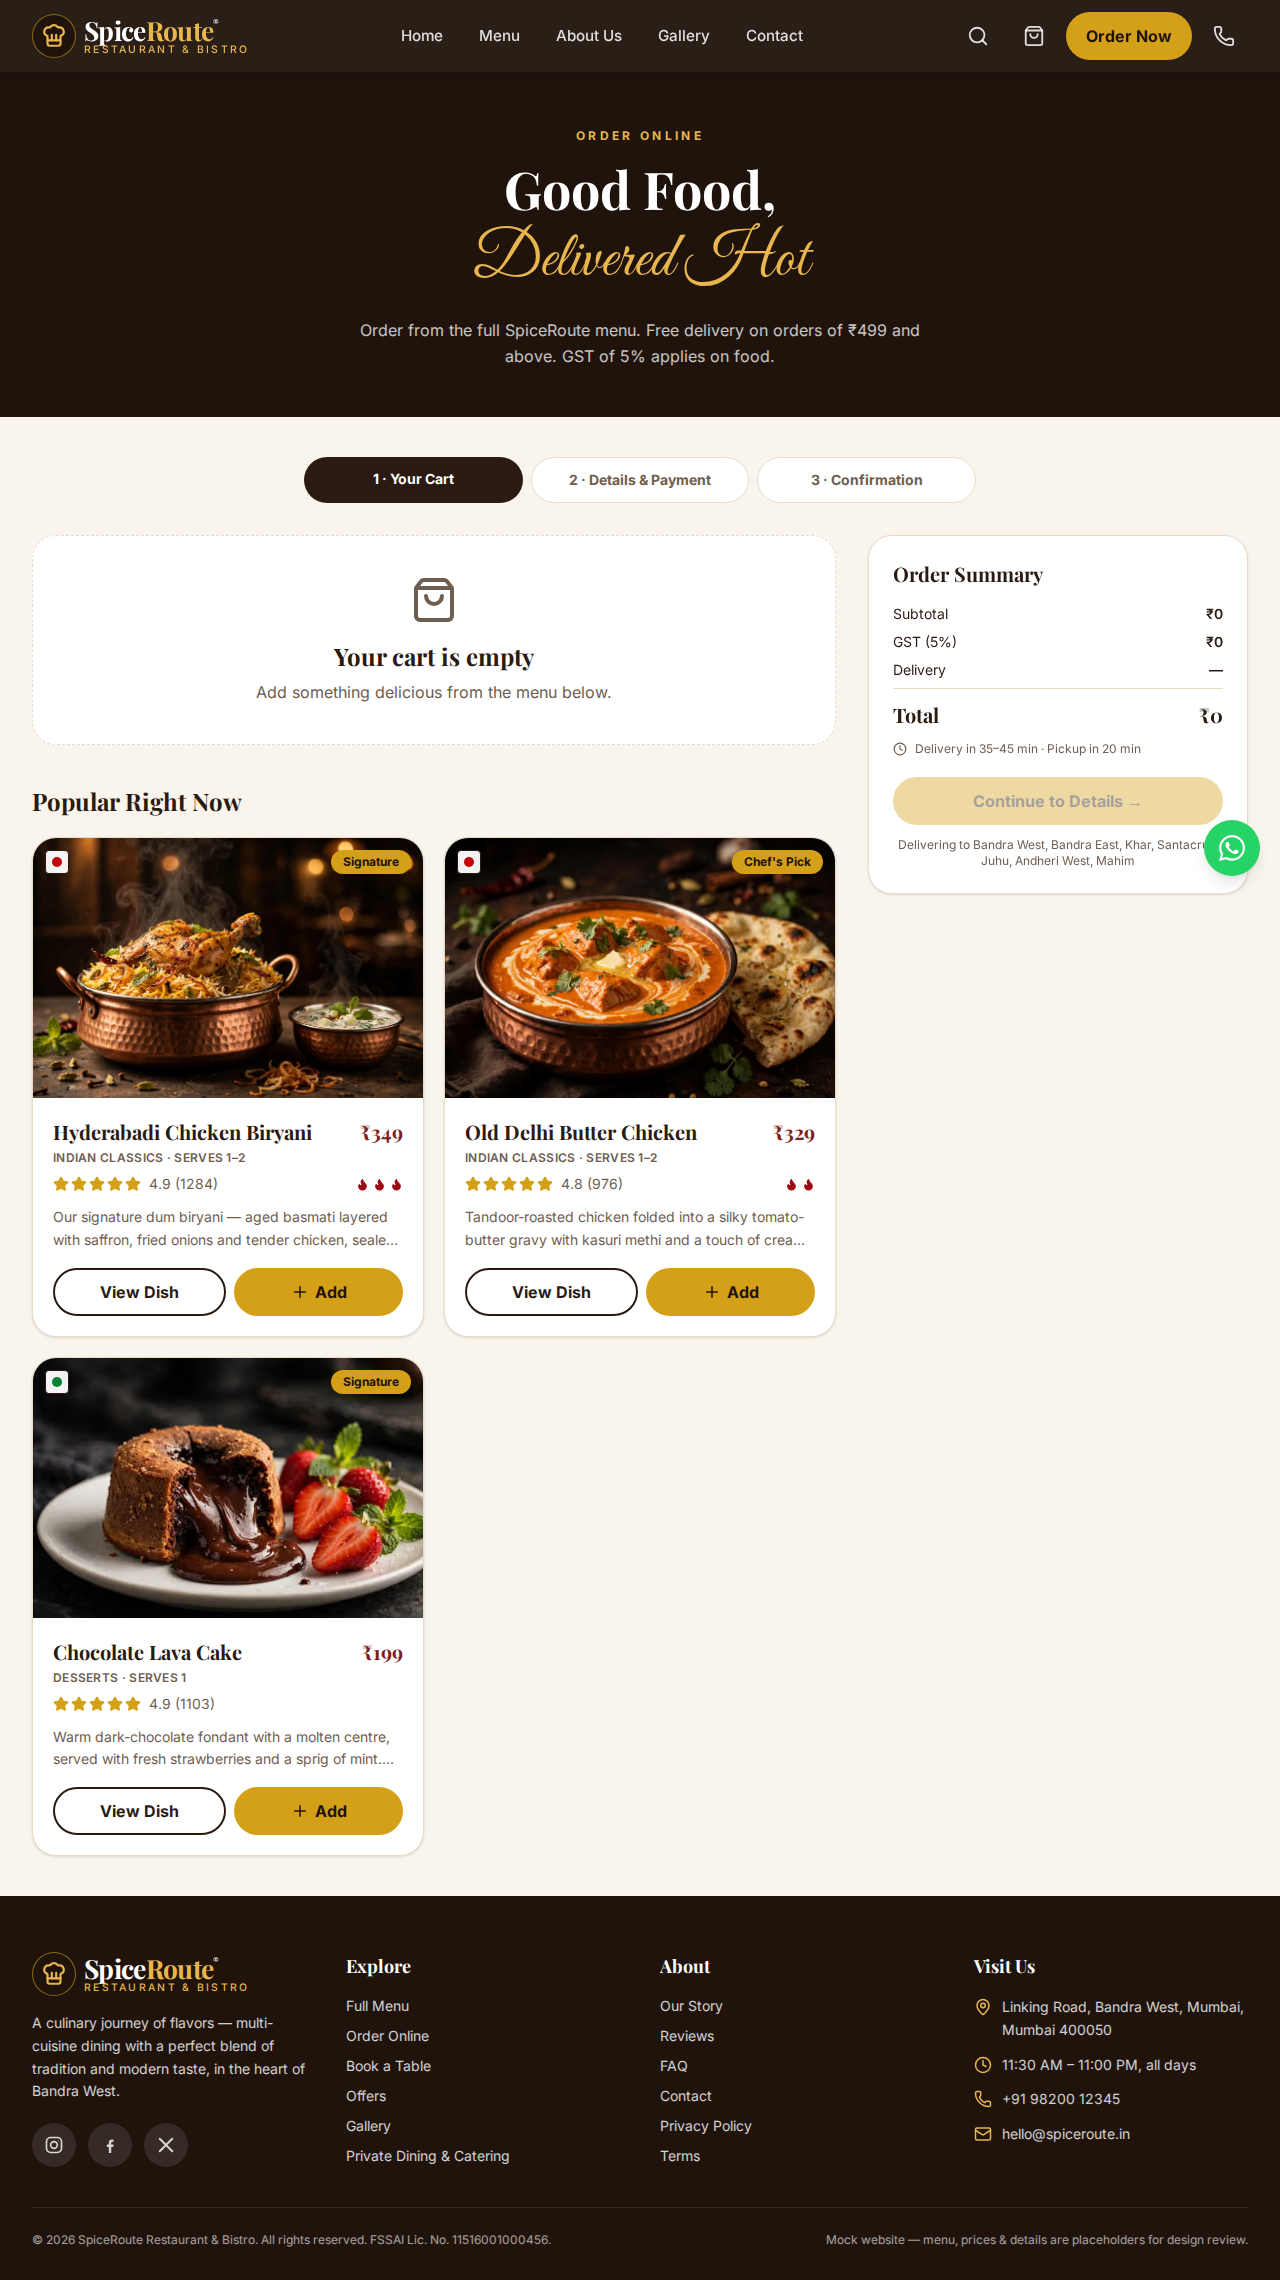 SpiceRoute®
RESTAURANT & BISTRO
Home
Menu
About Us
Gallery
Contact
Order Now
ORDER ONLINE
Good Food,
Delivered Hot
Order from the full SpiceRoute menu. Free delivery on orders of ₹499 and
above. GST of 5% applies on food.
1 · Your Cart
2 · Details & Payment
3 · Confirmation
Your cart is empty
Add something delicious from the menu below.
Order Summary
Subtotal ₹0
GST (5%) ₹0
Delivery —
Total ₹0
Delivery in 35–45 min · Pickup in 20 min
Continue to Details →
Delivering to Bandra West, Bandra East, Khar,
Juhu, Andheri West, Mahim
Popular Right Now
Signature
Hyderabadi Chicken Biryani ₹349
INDIAN CLASSICS · SERVES 1–2
4.9 (1284)
Our signature dum biryani — aged basmati layered
with saffron, fried onions and tender chicken, seale...
View Dish
+ Add
Chef's Pick
Old Delhi Butter Chicken ₹329
INDIAN CLASSICS · SERVES 1–2
4.8 (976)
Tandoor-roasted chicken folded into a silky tomato-
butter gravy with kasuri methi and a touch of crea...
View Dish
+ Add
Signature
Chocolate Lava Cake ₹199
DESSERTS · SERVES 1
4.9 (1103)
Warm dark-chocolate fondant with a molten centre,
served with fresh strawberries and a sprig of mint....
View Dish
+ Add
SpiceRoute®
RESTAURANT & BISTRO
A culinary journey of flavors — multi-
cuisine dining with a perfect blend of
tradition and modern taste, in the heart of
Bandra West.
Explore
Full Menu
Order Online
Book a Table
Offers
Gallery
Private Dining & Catering
About
Our Story
Reviews
FAQ
Contact
Privacy Policy
Terms
Visit Us
Linking Road, Bandra West, Mumbai,
Mumbai 400050
11:30 AM – 11:00 PM, all days
+91 98200 12345
hello@spiceroute.in
© 2026 SpiceRoute Restaurant & Bistro. All rights reserved. FSSAI Lic. No. 11516001000456.
Mock website — menu, prices & details are placeholders for design review.